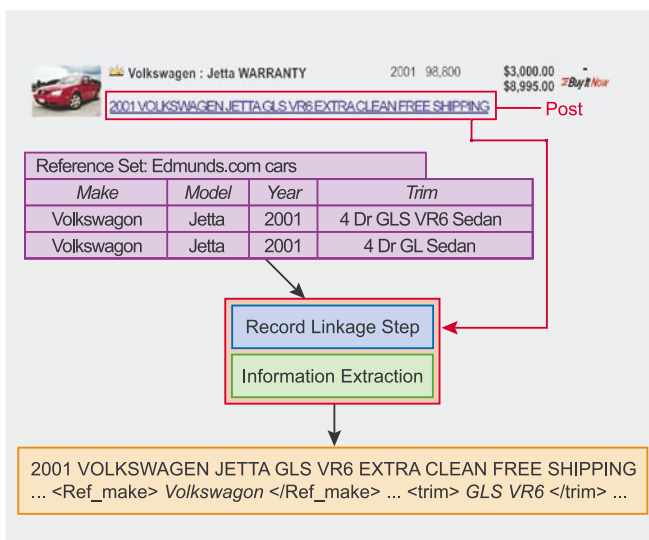 Volkswagen : Jetta WARRANTY 2001 98,800 $3,000.00 -
$8,995.00 BuyItNow
2001 VOLKSWAGEN JETTA GLS VR6 EXTRA CLEAN FREE SHIPPING
Post
Reference Set: Edmunds.com cars
Make Model Year Trim
Volkswagon Jetta 2001 4 Dr GLS VR6 Sedan
Volkswagon Jetta 2001 4 Dr GL Sedan
Record Linkage Step
Information Extraction
2001 VOLKSWAGEN JETTA GLS VR6 EXTRA CLEAN FREE SHIPPING
... <Ref_make> Volkswagon </Ref_make> ... <trim> GLS VR6 </trim> ...